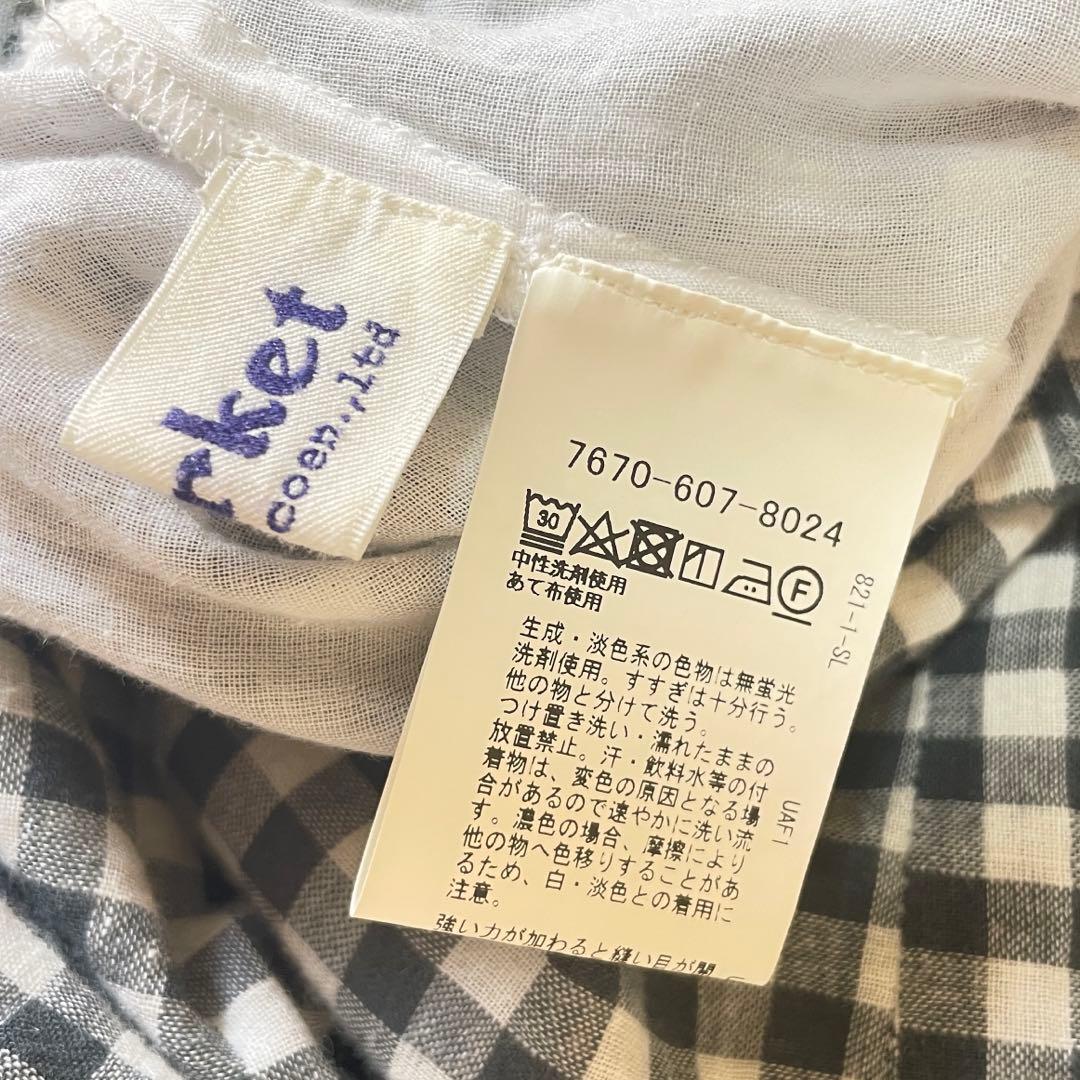 rket
coen.,ltd
7670-607-8024
30
F
中性洗剤使用
あて布使用
生成・淡色系の色物は無蛍光
洗剤使用。すすぎは十分行う。
他の物と分けて洗う。
つけ置き洗い・濡れたままの
放置禁止。汗・飲料水等の付
着物は、変色の原因となる場
合があるので速やかに洗い流
す。濃色の場合、摩擦により
他の物へ色移りすることがあ
るため、白・淡色との着用に
注意。
強い力が加わると縫い目が開
821-1-SL
UAF1